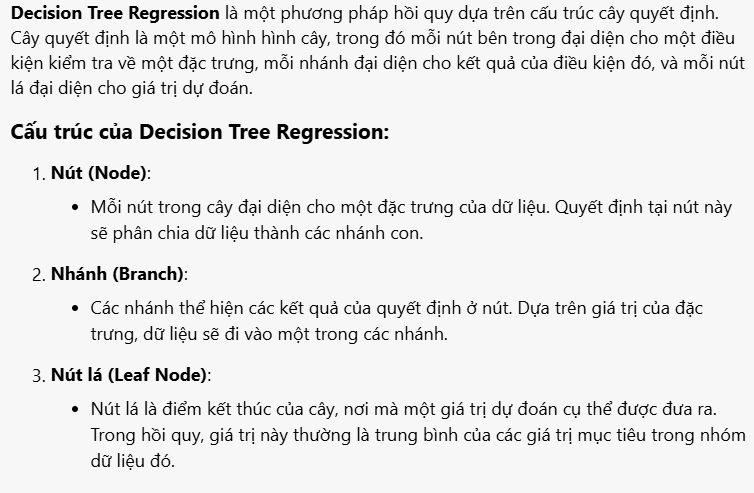 Decision Tree Regression là một phương pháp hồi quy dựa trên cấu trúc cây quyết định.
Cây quyết định là một mô hình hình cây, trong đó mỗi nút bên trong đại diện cho một điều
kiện kiểm tra về một đặc trưng, mỗi nhánh đại diện cho kết quả của điều kiện đó, và mỗi nút
lá đại diện cho giá trị dự đoán.
Cấu trúc của Decision Tree Regression:
1. Nút (Node):
• Mỗi nút trong cây đại diện cho một đặc trưng của dữ liệu. Quyết định tại nút này
sẽ phân chia dữ liệu thành các nhánh con.
2. Nhánh (Branch):
• Các nhánh thể hiện các kết quả của quyết định ở nút. Dựa trên giá trị của đặc
trưng, dữ liệu sẽ đi vào một trong các nhánh.
3. Nút lá (Leaf Node):
• Nút lá là điểm kết thúc của cây, nơi mà một giá trị dự đoán cụ thể được đưa ra.
Trong hồi quy, giá trị này thường là trung bình của các giá trị mục tiêu trong nhóm
dữ liệu đó.